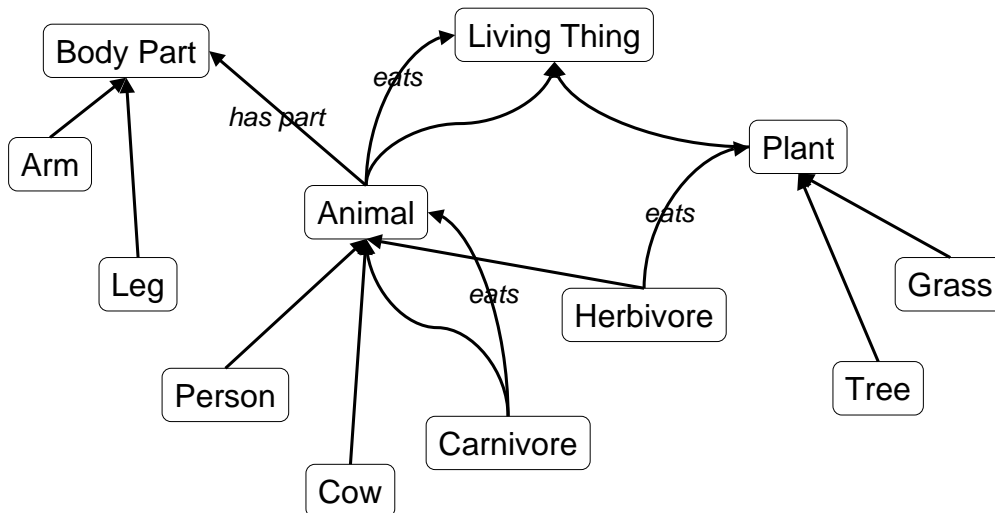 Living Thing
Body Part
eats
has part
Arm
Plant
Animal
eats
Leg
Grass
eats
Herbivore
Person
Tree
Carnivore
Cow